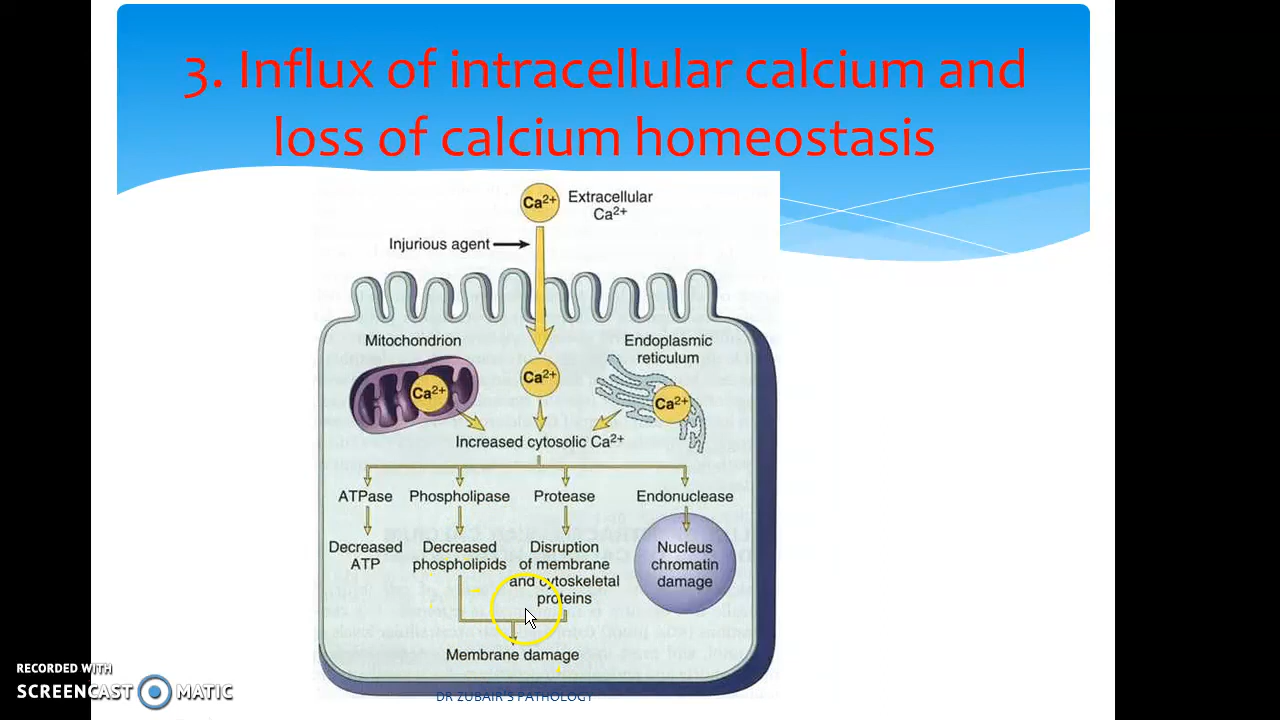 3. Influx of intracellular calcium and
loss of calcium homeostasis
Ca2+
Extracellular
Ca2+
Injurious agent
Mitochondrion
Endoplasmic
reticulum
Ca2+
Ca2+
Ca2+
Increased cytosolic Ca2+
ATPase Phospholipase Protease Endonuclease
Decreased
ATP
Decreased
phospholipids
Disruption
of membrane
and cytoskeletal
proteins
Nucleus
chromatin
damage
Membrane damage
RECORDED WITH
SCREENCAST MATIC
DR ZUBAIR'S PATHOLOGY